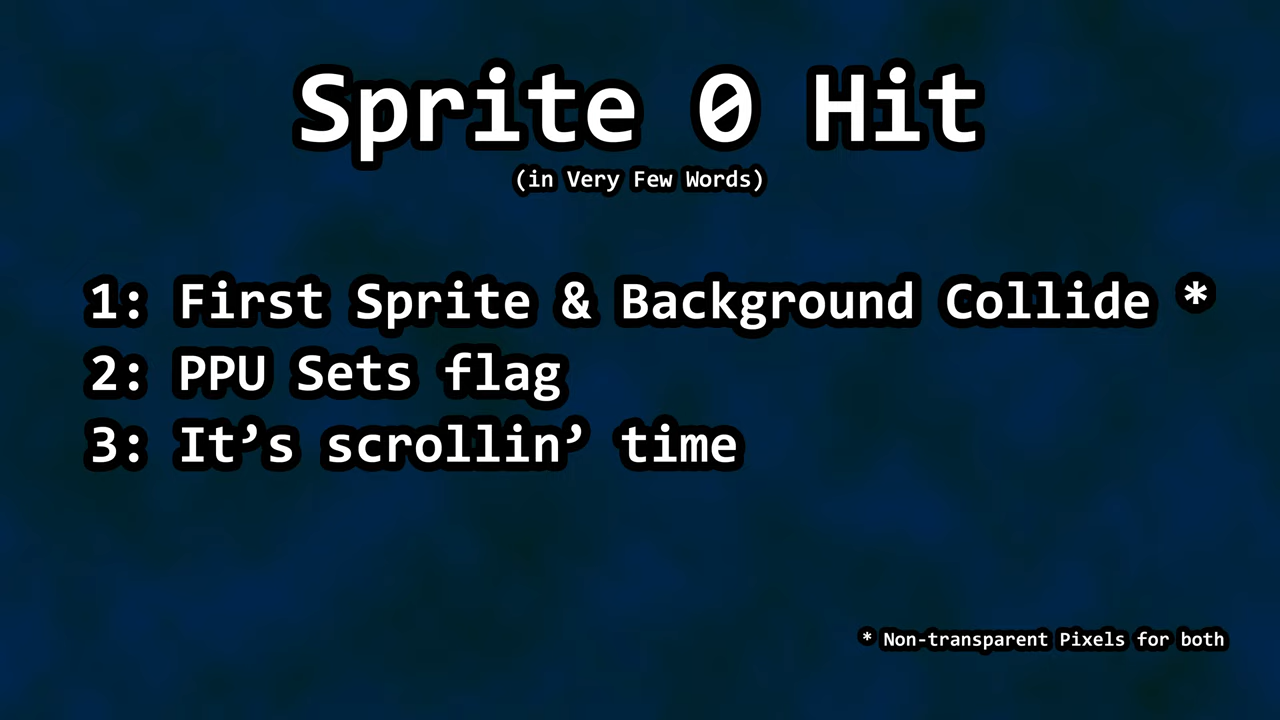 Sprite 0 Hit
(in Very Few Words)
1: First Sprite & Background Collide *
2: PPU Sets flag
3: It’s scrollin’ time
* Non-transparent Pixels for both